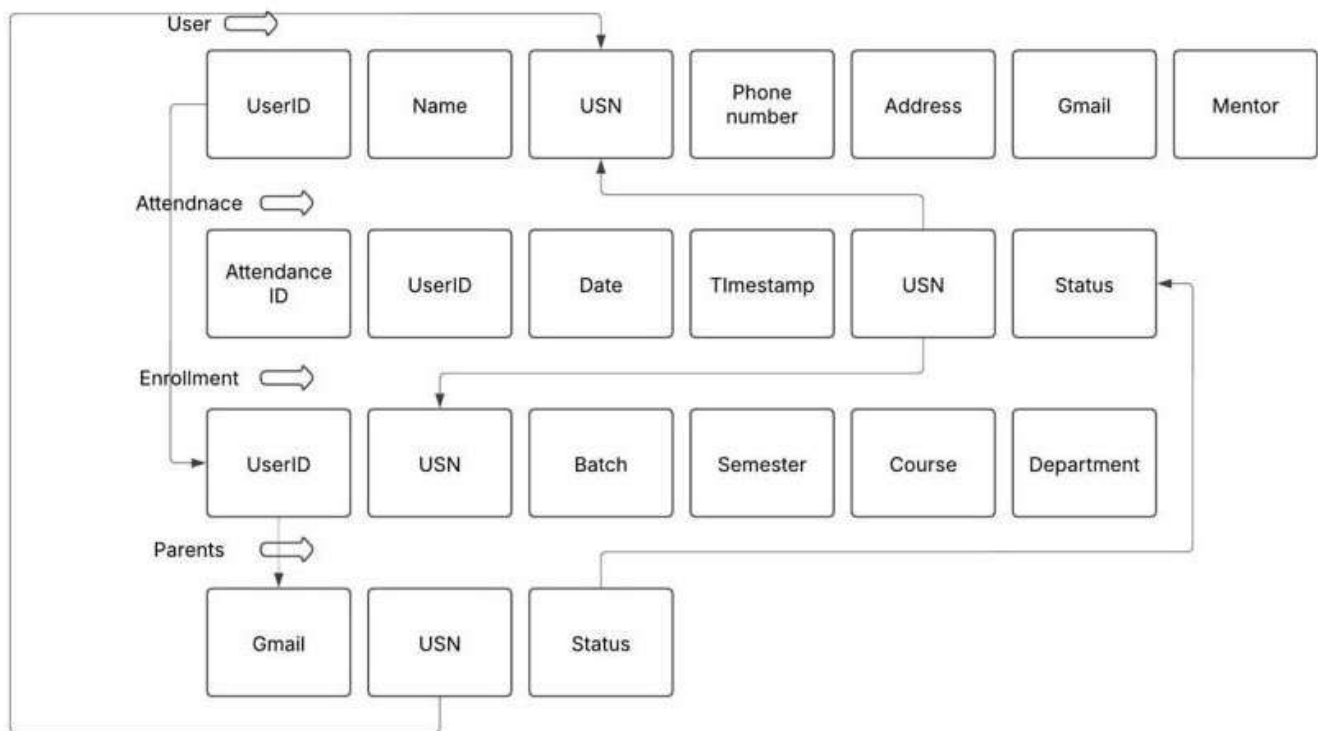 User
UserID
Name
USN
Phone
number
Address
Gmail
Mentor
Attendnace
Attendance
ID
UserID
Date
TImestamp
USN
Status
Enrollment
UserID
USN
Batch
Semester
Course
Department
Parents
Gmail
USN
Status